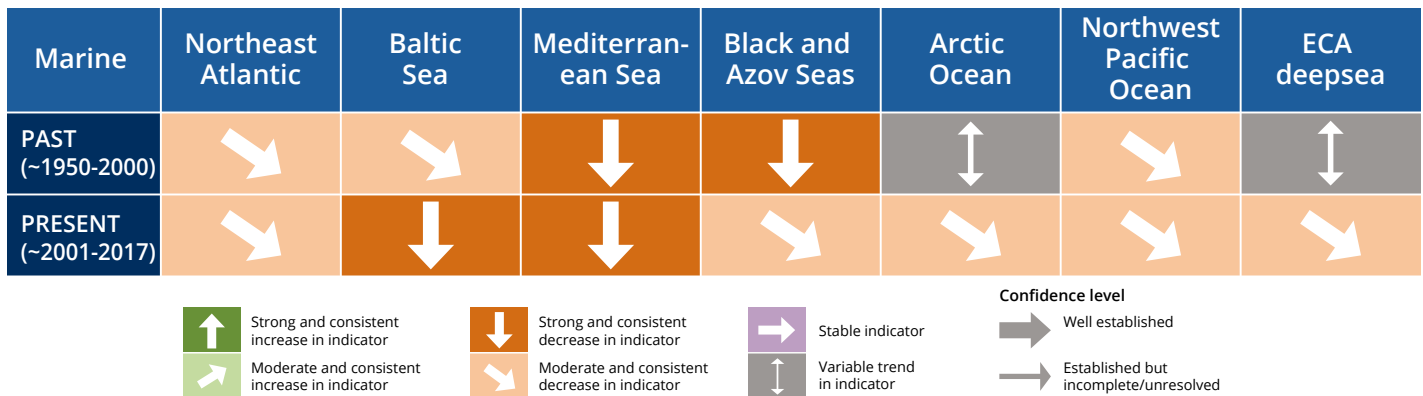 Marine
Northeast
Atlantic
Baltic
Sea
Mediterran-
ean Sea
Black and
Azov Seas
Arctic
Ocean
Northwest
Pacific
Ocean
ECA
deepsea
PAST
(~1950-2000)
PRESENT
(~2001-2017)
Strong and consistent
increase in indicator
Moderate and consistent
increase in indicator
Strong and consistent
decrease in indicator
Moderate and consistent
decrease in indicator
Stable indicator
Variable trend
in indicator
Confidence level
Well established
Established but
incomplete/unresolved